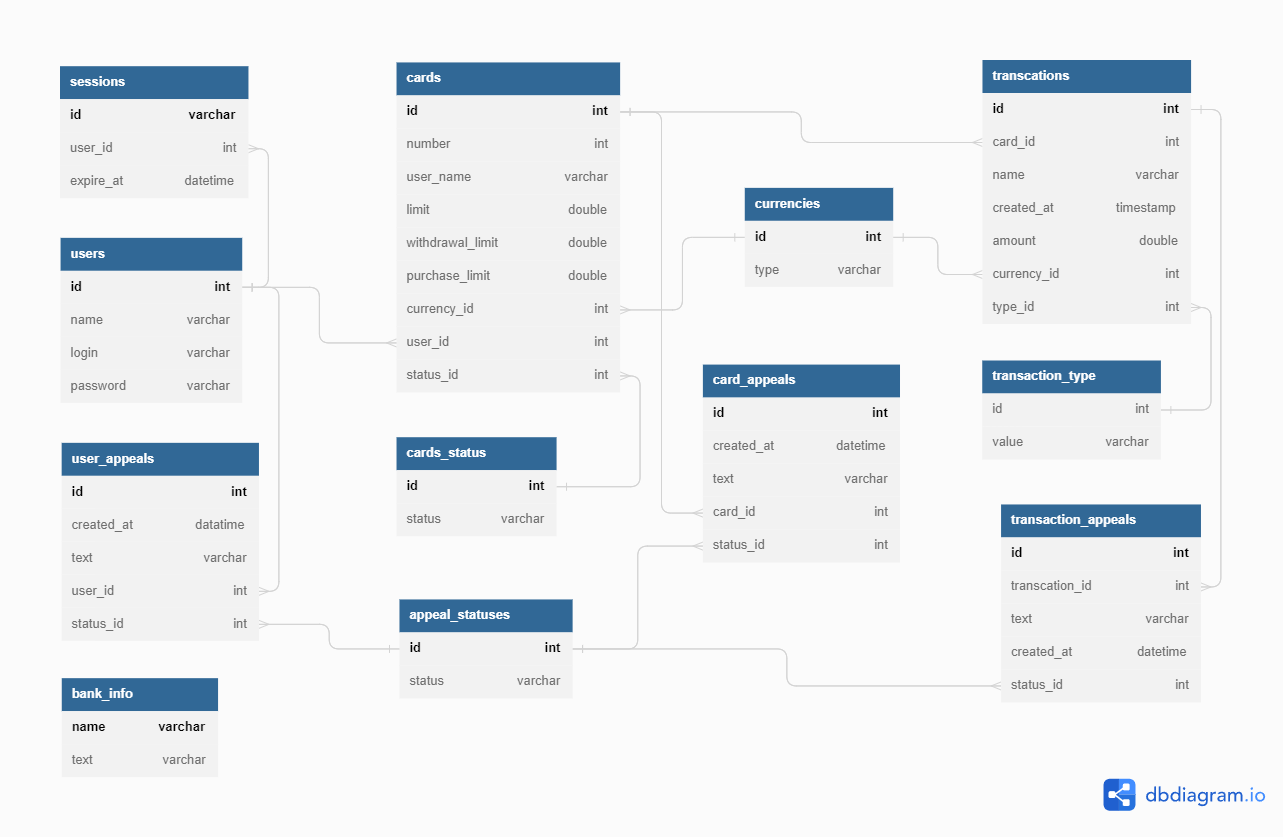 sessions
id varchar
user_id int
expire_at datetime
users
id int
name varchar
login varchar
password varchar
user_appeals
id int
created_at datatime
text varchar
user_id int
status_id int
bank_info
name varchar
text varchar
cards
id int
number int
user_name varchar
limit double
withdrawal_limit double
purchase_limit double
currency_id int
user_id int
status_id int
cards_status
id int
status varchar
appeal_statuses
id int
status varchar
currencies
id int
type varchar
card_appeals
id int
created_at datetime
text varchar
card_id int
status_id int
transcations
id int
card_id int
name varchar
created_at timestamp
amount double
currency_id int
type_id int
transaction_type
id int
value varchar
transaction_appeals
id int
transcation_id int
text varchar
created_at datetime
status_id int
dbdiagram.io